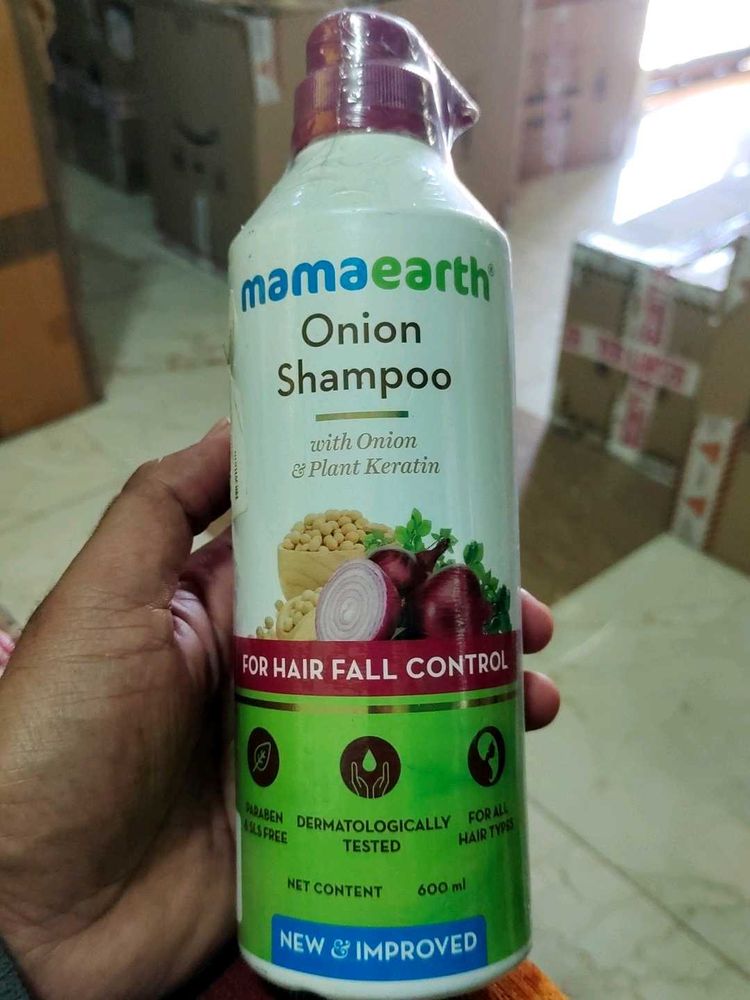 mamaearth®
Onion
Shampoo
with Onion
& Plant Keratin
FOR HAIR FALL CONTROL
PARABEN
& SLS FREE
DERMATOLOGICALLY
TESTED
FOR ALL
HAIR TYPES
NET CONTENT 600 ml
NEW & IMPROVED